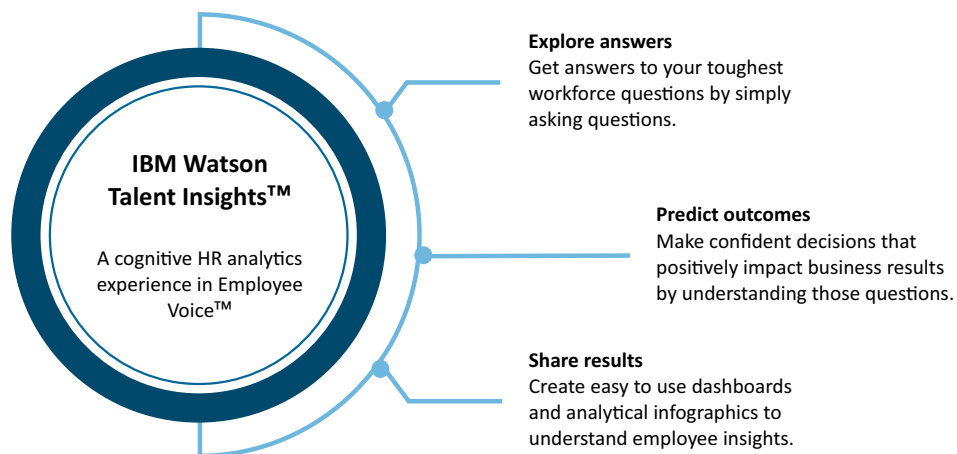 IBM Watson
Talent Insights™
A cognitive HR analytics
experience in Employee
Voice™
Explore answers
Get answers to your toughest
workforce questions by simply
asking questions.
Predict outcomes
Make confident decisions that
positively impact business results
by understanding those questions.
Share results
Create easy to use dashboards
and analytical infographics to
understand employee insights.